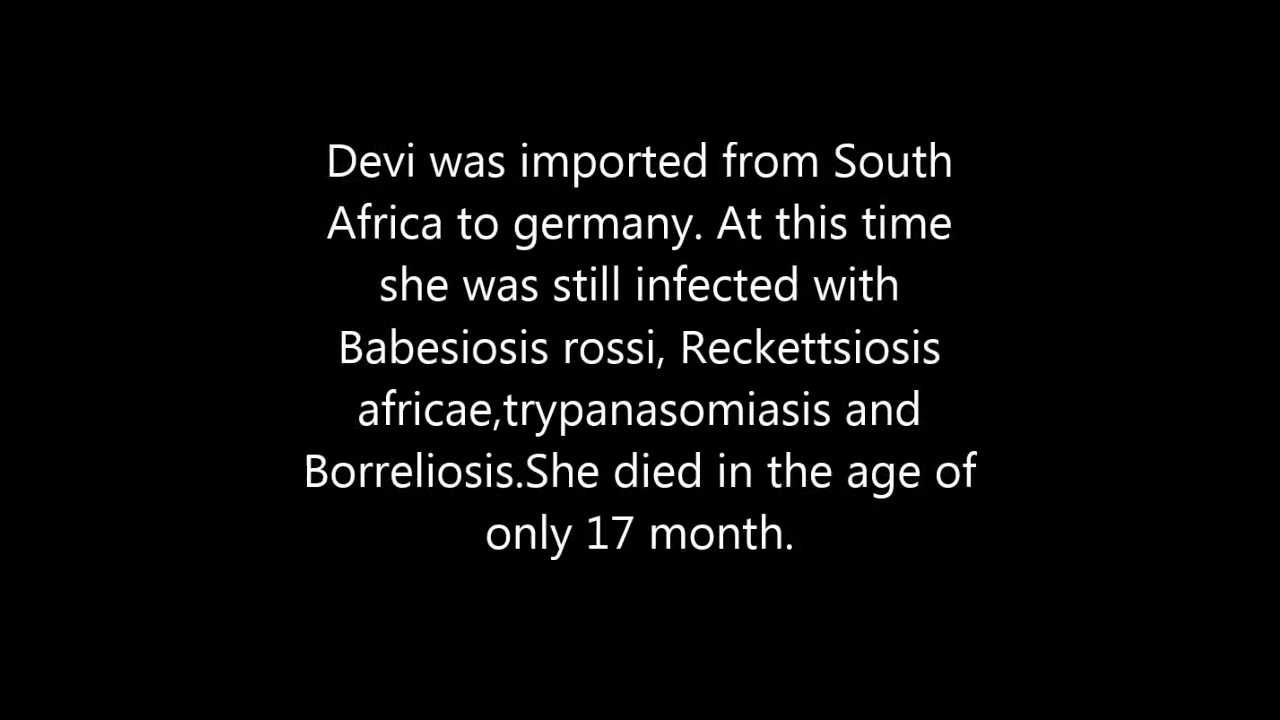 Devi was imported from South
Africa to germany. At this time
she was still infected with
Babesiosis rossi, Reckettsiosis
africae,trypanasomiasis and
Borreliosis.She died in the age of
only 17 month.